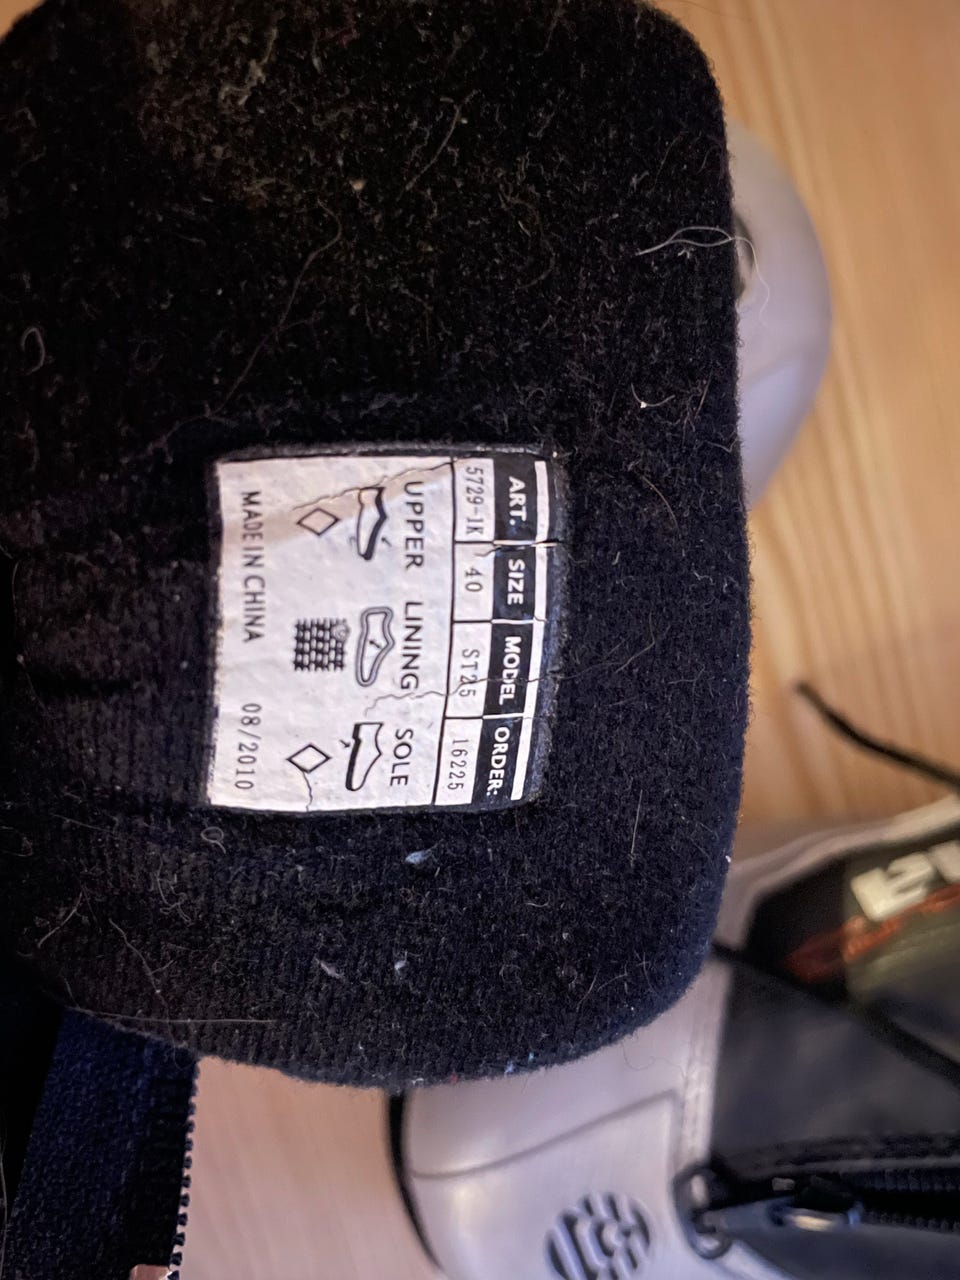 ART. SIZE MODEL ORDER:
5729-1K 40 ST25 16225
UPPER LINING SOLE
MADE IN CHINA 08/2010